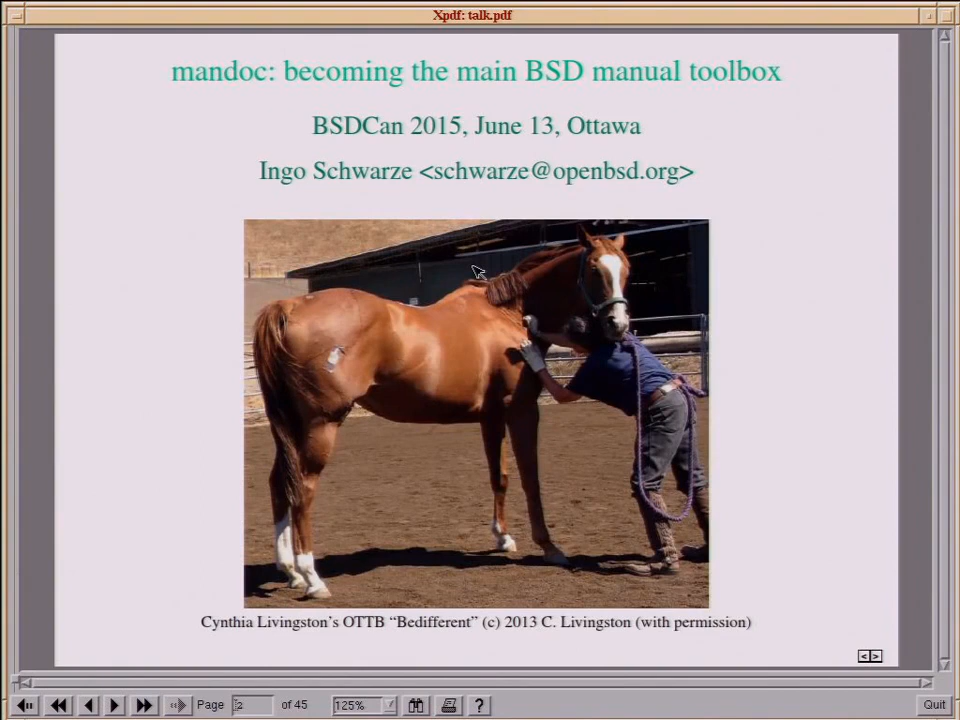 Xpdf: talk.pdf
mandoc: becoming the main BSD manual toolbox
BSDCan 2015, June 13, Ottawa
Ingo Schwarze <schwarze@openbsd.org>
Cynthia Livingston's OTTB “Bedifferent” (c) 2013 C. Livingston (with permission)
Page 2 of 45 125% ? Quit